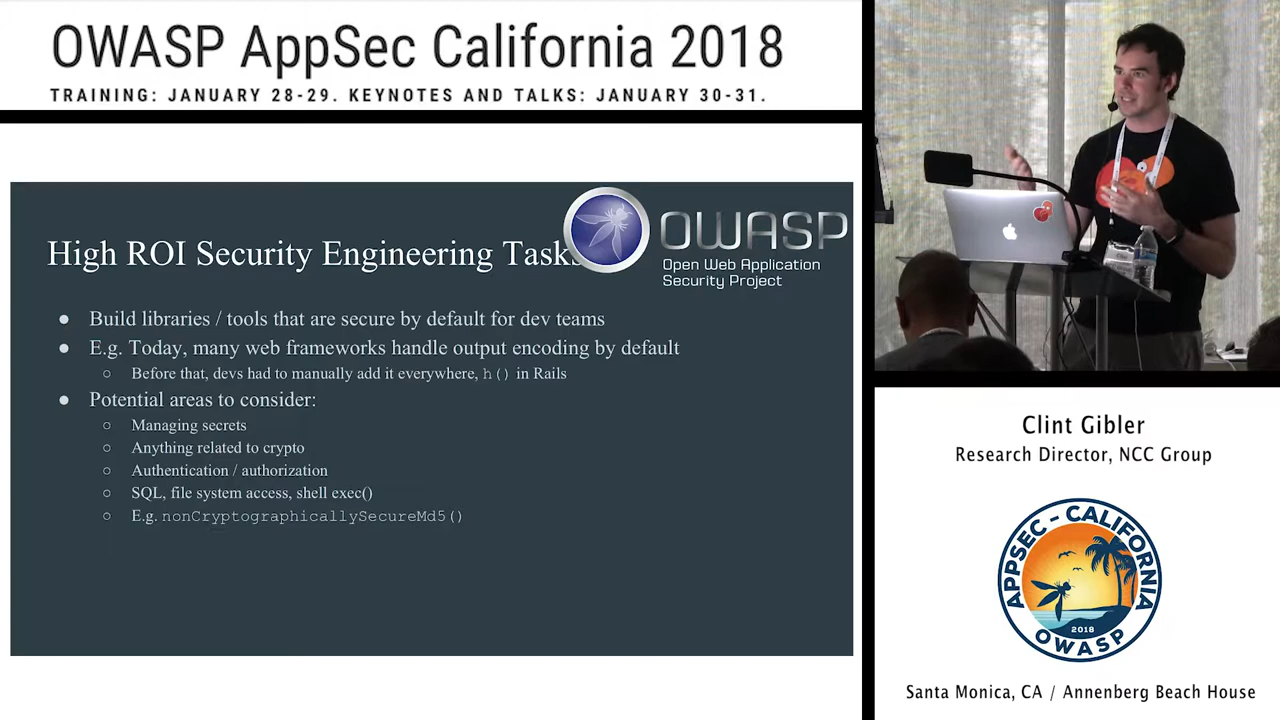 OWASP AppSec California 2018
TRAINING: JANUARY 28-29. KEYNOTES AND TALKS: JANUARY 30-31.
High ROI Security Engineering Tasks
OWASP
Open Web Application
Security Project
● Build libraries / tools that are secure by default for dev teams
● E.g. Today, many web frameworks handle output encoding by default
○ Before that, devs had to manually add it everywhere, h() in Rails
● Potential areas to consider:
○ Managing secrets
○ Anything related to crypto
○ Authentication / authorization
○ SQL, file system access, shell exec()
○ E.g. nonCryptographicallySecureMd5()
Clint Gibler
Research Director, NCC Group
APPSEC - CALIFORNIA
2018
OWASP
Santa Monica, CA / Annenberg Beach House